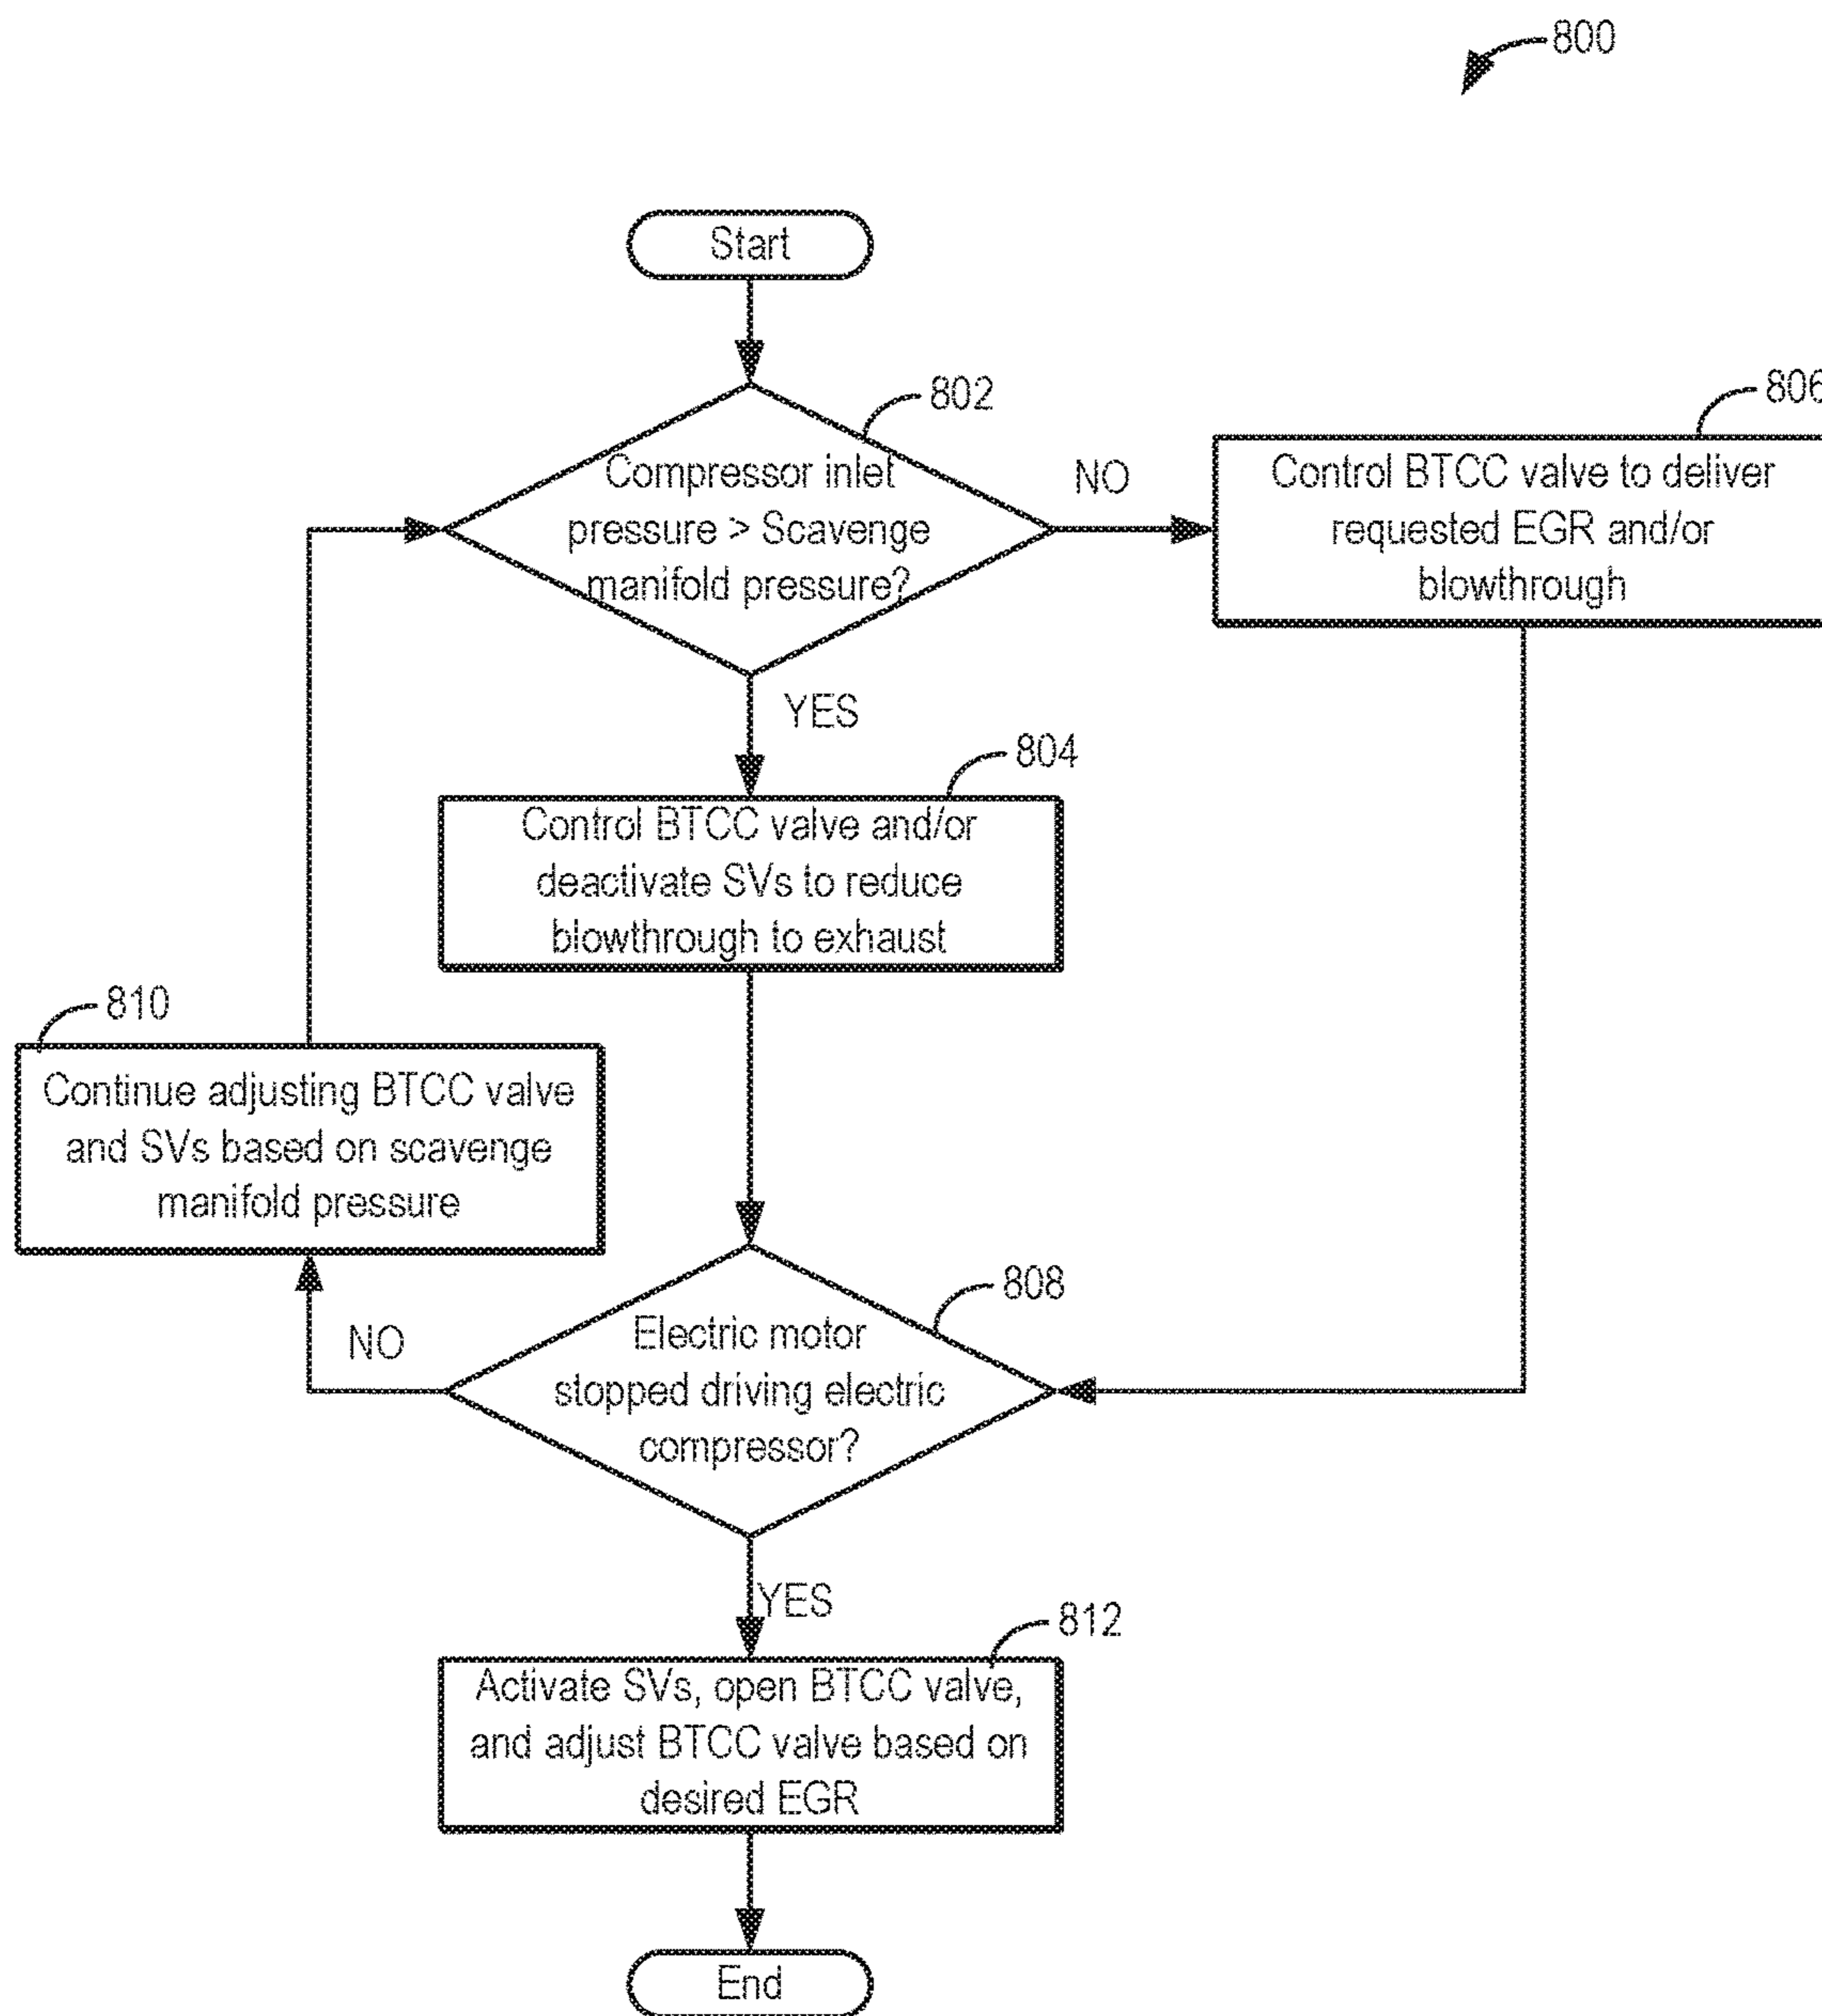 800
Start
802
Compressor inlet
pressure > Scavenge
manifold pressure?
NO
806
Control BTCC valve to deliver
requested EGR and/or
blowthrough
YES
804
Control BTCC valve and/or
deactivate SVs to reduce
blowthrough to exhaust
810
Continue adjusting BTCC valve
and SVs based on scavenge
manifold pressure
808
Electric motor
stopped driving electric
compressor?
NO
YES
812
Activate SVs, open BTCC valve,
and adjust BTCC valve based on
desired EGR
End